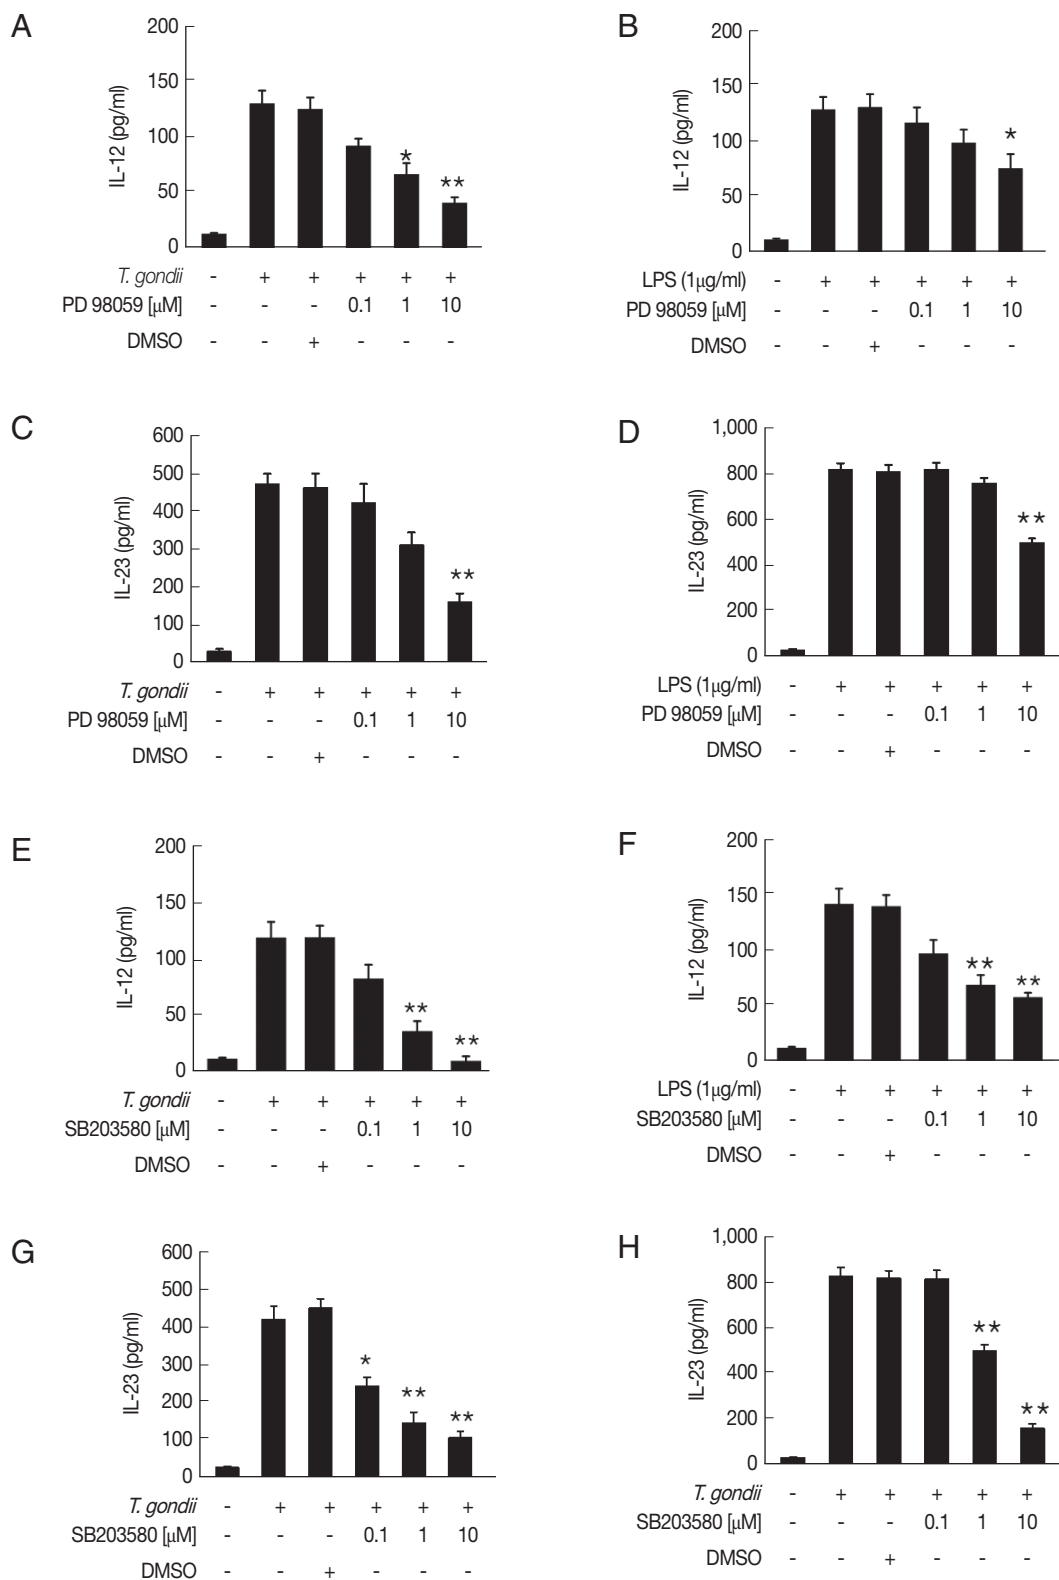 A
200
150
100
50
0
IL-12 (pg/ml)
*
**
T. gondii - + + + + +
PD 98059 [μM] - - - 0.1 1 10
DMSO - - + - - -
B
200
150
100
50
0
IL-12 (pg/ml)
*
LPS (1μg/ml) - + + + + +
PD 98059 [μM] - - - 0.1 1 10
DMSO - - + - - -
C
600
500
400
300
200
100
0
IL-23 (pg/ml)
**
T. gondii - + + + + +
PD 98059 [μM] - - - 0.1 1 10
DMSO - - + - - -
D
1,000
800
600
400
200
0
IL-23 (pg/ml)
**
LPS (1μg/ml) - + + + + +
PD 98059 [μM] - - - 0.1 1 10
DMSO - - + - - -
E
200
150
100
50
0
IL-12 (pg/ml)
**
**
T. gondii - + + + + +
SB203580 [μM] - - - 0.1 1 10
DMSO - - + - - -
F
200
150
100
50
0
IL-12 (pg/ml)
**
**
LPS (1μg/ml) - + + + + +
SB203580 [μM] - - - 0.1 1 10
DMSO - - + - - -
G
600
500
400
300
200
100
0
IL-23 (pg/ml)
*
**
**
T. gondii - + + + + +
SB203580 [μM] - - - 0.1 1 10
DMSO - - + - - -
H
1,000
800
600
400
200
0
IL-23 (pg/ml)
**
**
T. gondii - + + + + +
SB203580 [μM] - - - 0.1 1 10
DMSO - - + - - -